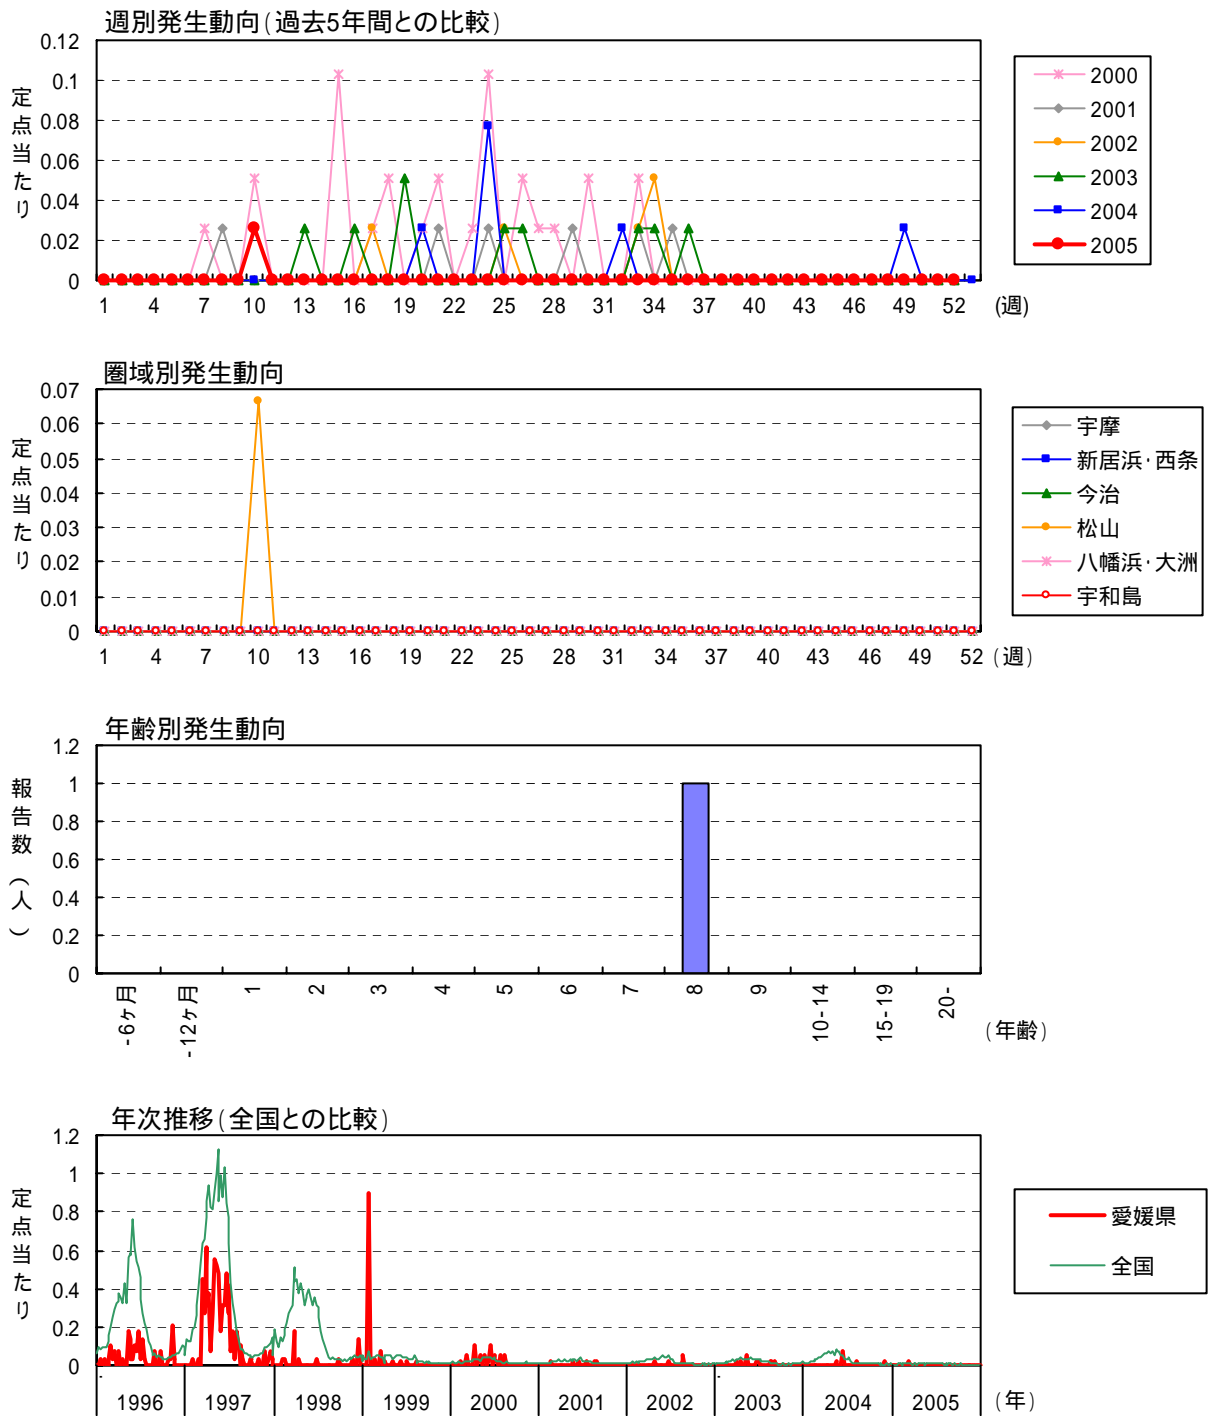 週別発生動向(過去5年間との比較)
定点当たり
0.12
0.1
0.08
0.06
0.04
0.02
0
1 4 7 10 13 16 19 22 25 28 31 34 37 40 43 46 49 52 (週)
2000
2001
2002
2003
2004
2005
圏域別発生動向
定点当たり
0.07
0.06
0.05
0.04
0.03
0.02
0.01
0
1 4 7 10 13 16 19 22 25 28 31 34 37 40 43 46 49 52 (週)
宇摩
新居浜・西条
今治
松山
八幡浜・大洲
宇和島
年齢別発生動向
報告数(人)
1.2
1
0.8
0.6
0.4
0.2
0
-6ヶ月 -12ヶ月 1 2 3 4 5 6 7 8 9 10-14 15-19 20-
(年齢)
年次推移(全国との比較)
定点当たり
1.2
1
0.8
0.6
0.4
0.2
0
1996 1997 1998 1999 2000 2001 2002 2003 2004 2005 (年)
愛媛県
全国